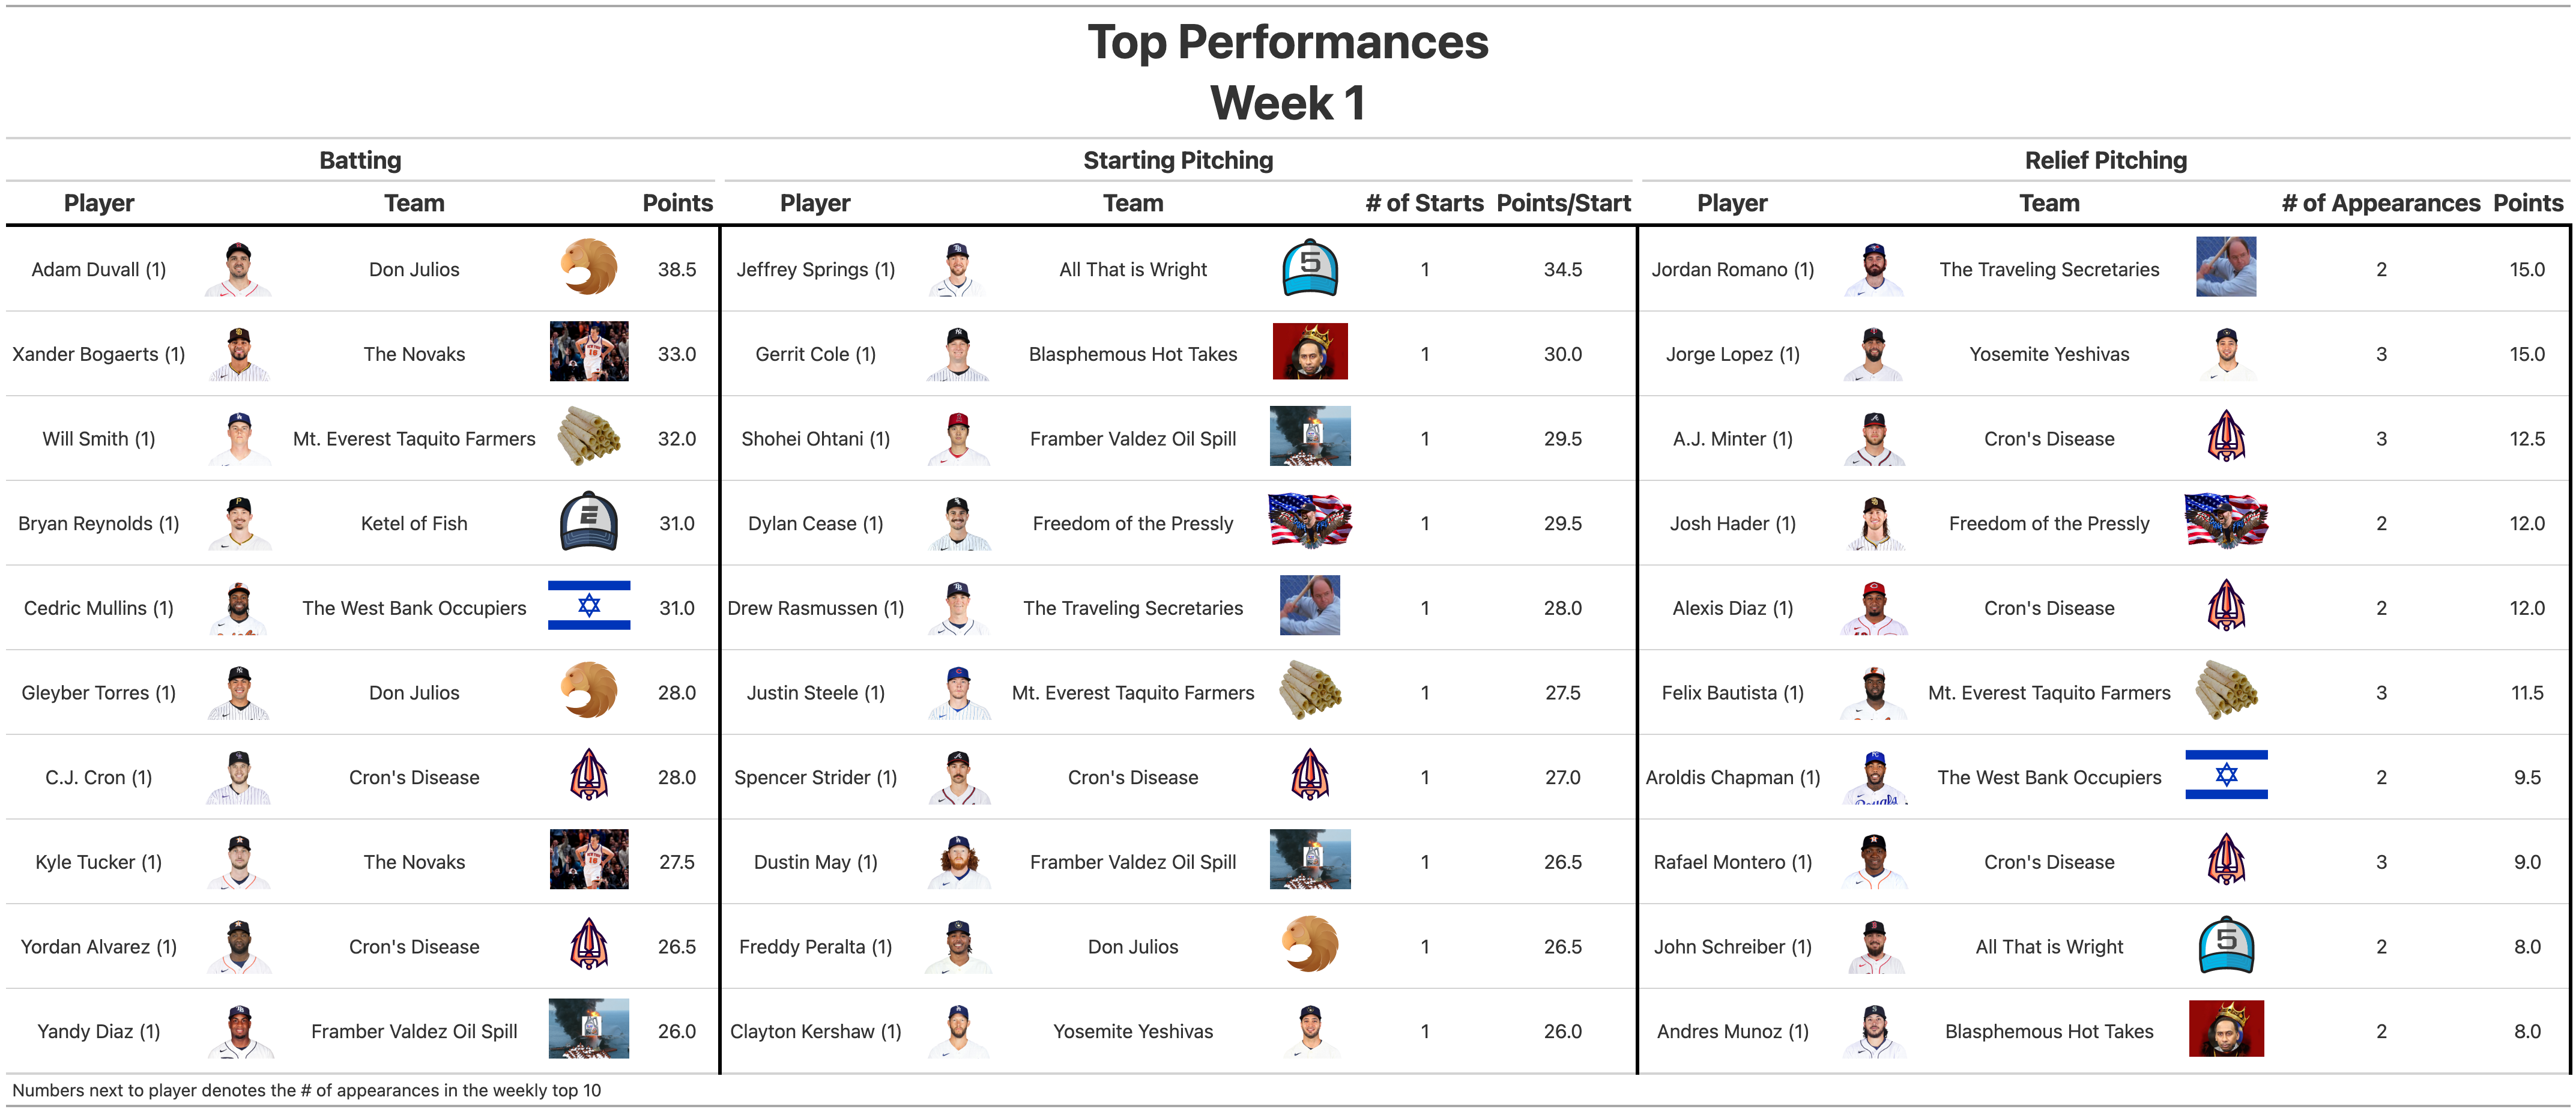 Top Performances
Week 1
Batting Starting Pitching Relief Pitching
Player Team Points Player Team # of Starts Points/Start Player Team # of Appearances Points
Adam Duvall (1) Don Julios 38.5 Jeffrey Springs (1) All That is Wright 5 1 34.5 Jordan Romano (1) The Traveling Secretaries 2 15.0
Xander Bogaerts (1) The Novaks 33.0 Gerrit Cole (1) Blasphemous Hot Takes 1 30.0 Jorge Lopez (1) Yosemite Yeshivas 3 15.0
Will Smith (1) Mt. Everest Taquito Farmers 32.0 Shohei Ohtani (1) Framber Valdez Oil Spill 1 29.5 A.J. Minter (1) Cron's Disease 3 12.5
Bryan Reynolds (1) Ketel of Fish E 31.0 Dylan Cease (1) Freedom of the Pressly 1 29.5 Josh Hader (1) Freedom of the Pressly 2 12.0
Cedric Mullins (1) The West Bank Occupiers 31.0 Drew Rasmussen (1) The Traveling Secretaries 1 28.0 Alexis Diaz (1) Cron's Disease 2 12.0
Gleyber Torres (1) Don Julios 28.0 Justin Steele (1) Mt. Everest Taquito Farmers 1 27.5 Felix Bautista (1) Mt. Everest Taquito Farmers 3 11.5
C.J. Cron (1) Cron's Disease 28.0 Spencer Strider (1) Cron's Disease 1 27.0 Aroldis Chapman (1) The West Bank Occupiers 2 9.5
Kyle Tucker (1) The Novaks 27.5 Dustin May (1) Framber Valdez Oil Spill 1 26.5 Rafael Montero (1) Cron's Disease 3 9.0
Yordan Alvarez (1) Cron's Disease 26.5 Freddy Peralta (1) Don Julios 1 26.5 John Schreiber (1) All That is Wright 5 2 8.0
Yandy Diaz (1) Framber Valdez Oil Spill 26.0 Clayton Kershaw (1) Yosemite Yeshivas 1 26.0 Andres Munoz (1) Blasphemous Hot Takes 2 8.0
Numbers next to player denotes the # of appearances in the weekly top 10